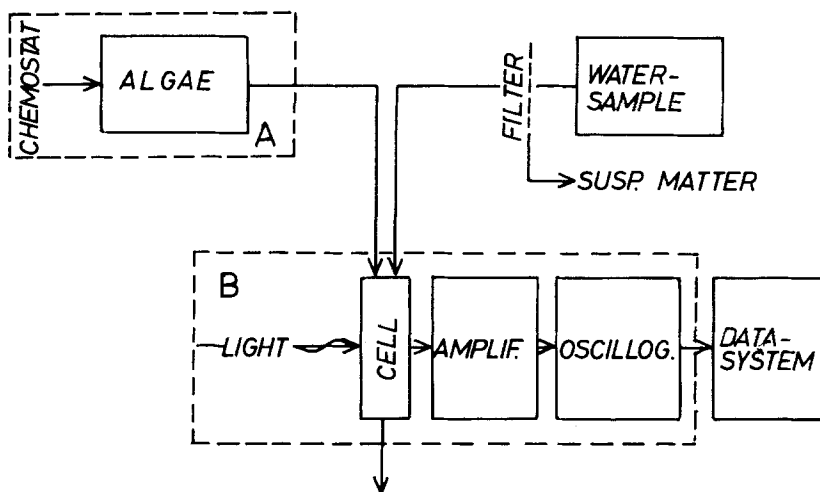 CHEMOSTAT
ALGAE
A
FILTER
WATER-
SAMPLE
SUSP. MATTER
B
LIGHT
CELL
AMPLIF.
OSCILLOG.
DATA-
SYSTEM